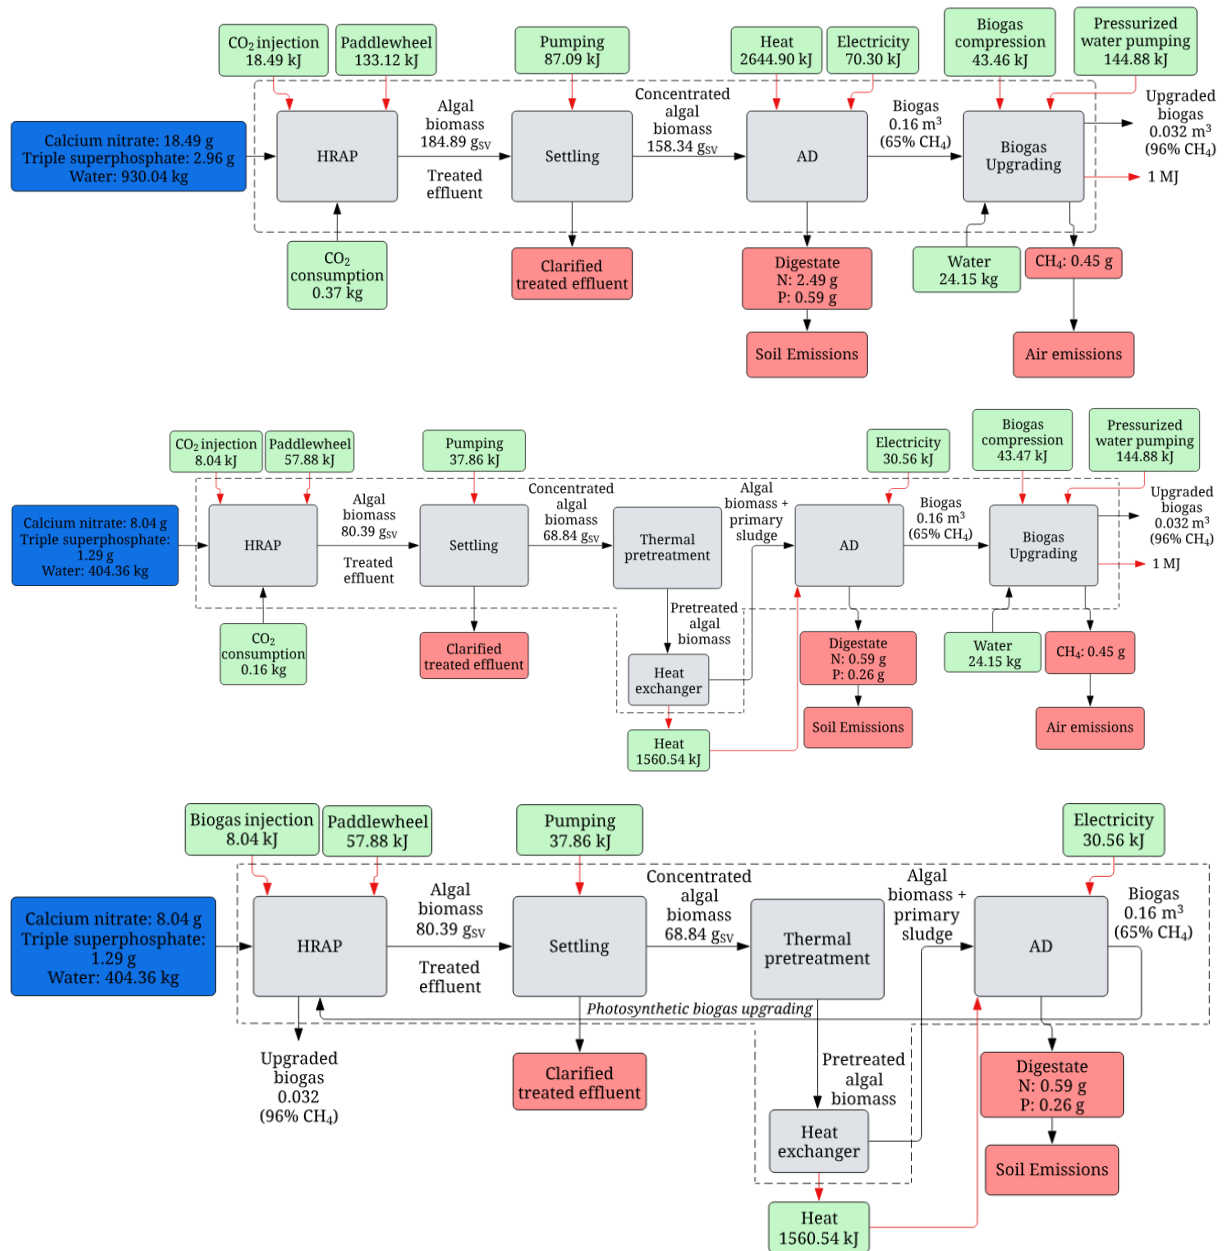 CO₂ injection
18.49 kJ
Paddlewheel
133.12 kJ
Pumping
87.09 kJ
Heat
2644.90 kJ
Electricity
70.30 kJ
Biogas
compression
43.46 kJ
Pressurized
water pumping
144.88 kJ
Calcium nitrate: 18.49 g
Triple superphosphate: 2.96 g
Water: 930.04 kg
HRAP
Algal
biomass
184.89 gSV
Treated
effluent
Settling
Concentrated
algal
biomass
158.34 gSV
AD
Biogas
0.16 m³
(65% CH₄)
Biogas
Upgrading
Upgraded
biogas
0.032 m³
(96% CH₄)
1 MJ
CO₂
consumption
0.37 kg
Clarified
treated effluent
Digestate
N: 2.49 g
P: 0.59 g
Water
24.15 kg
CH₄: 0.45 g
Soil Emissions
Air emissions
CO₂ injection
8.04 kJ
Paddlewheel
57.88 kJ
Pumping
37.86 kJ
Electricity
30.56 kJ
Biogas
compression
43.47 kJ
Pressurized
water pumping
144.88 kJ
Calcium nitrate: 8.04 g
Triple superphosphate:
1.29 g
Water: 404.36 kg
HRAP
Algal
biomass
80.39 gSV
Treated
effluent
Settling
Concentrated
algal
biomass
68.84 gSV
Thermal
pretreatment
Algal
biomass +
primary
sludge
AD
Biogas
0.16 m³
(65% CH₄)
Biogas
Upgrading
Upgraded
biogas
0.032 m³
(96% CH₄)
1 MJ
CO₂
consumption
0.16 kg
Clarified
treated effluent
Pretreated
algal
biomass
Heat
exchanger
Heat
1560.54 kJ
Digestate
N: 0.59 g
P: 0.26 g
Water
24.15 kg
CH₄: 0.45 g
Soil Emissions
Air emissions
Biogas injection
8.04 kJ
Paddlewheel
57.88 kJ
Pumping
37.86 kJ
Electricity
30.56 kJ
Calcium nitrate: 8.04 g
Triple superphosphate:
1.29 g
Water: 404.36 kg
HRAP
Algal
biomass
80.39 gSV
Treated
effluent
Settling
Concentrated
algal
biomass
68.84 gSV
Thermal
pretreatment
Algal
biomass +
primary
sludge
AD
Biogas
0.16 m³
(65% CH₄)
Photosynthetic biogas upgrading
Upgraded
biogas
0.032
(96% CH₄)
Clarified
treated effluent
Pretreated
algal
biomass
Heat
exchanger
Heat
1560.54 kJ
Digestate
N: 0.59 g
P: 0.26 g
Soil Emissions